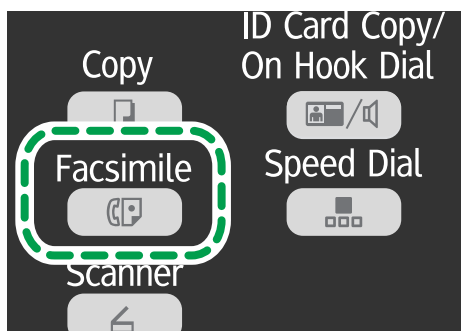 Copy
ID Card Copy/
On Hook Dial
Facsimile
Speed Dial
Scanner